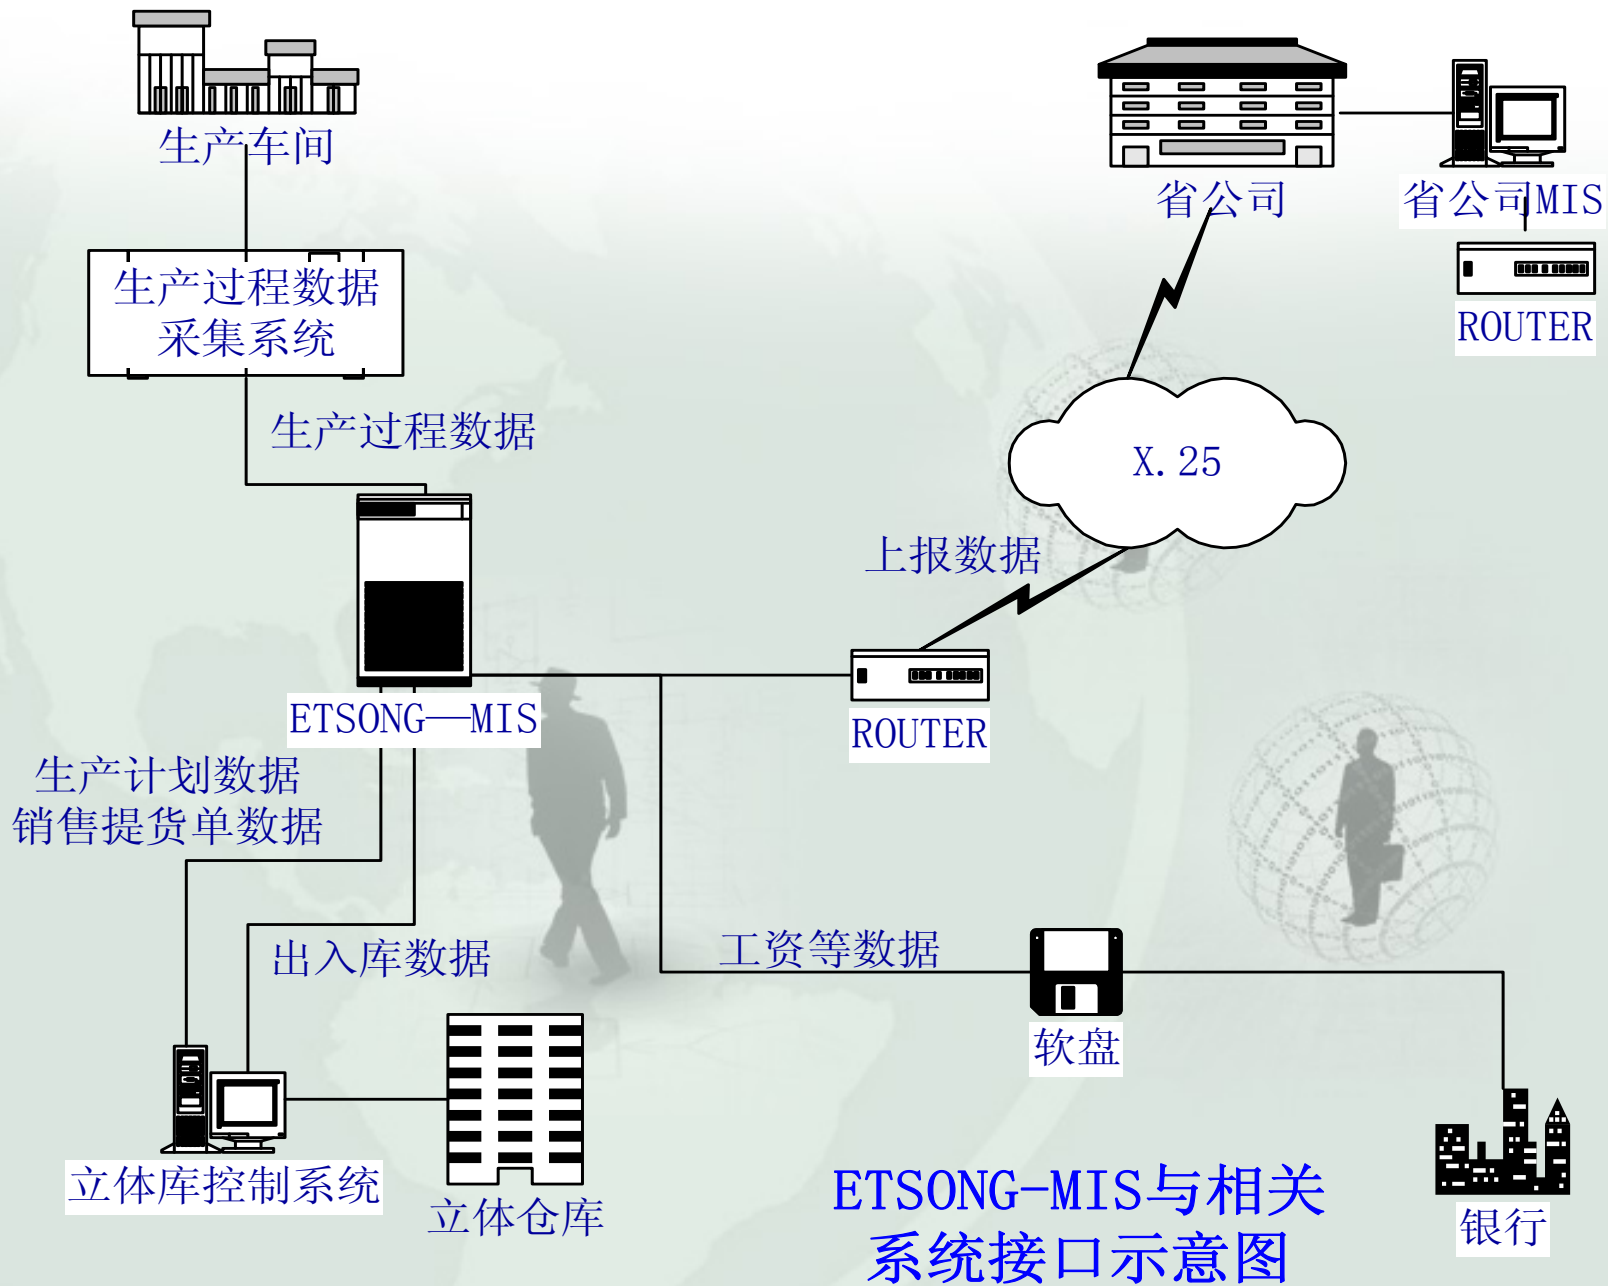 生产车间
省公司
省公司MIS
生产过程数据
采集系统
ROUTER
生产过程数据
X.25
上报数据
ETSONG—MIS
ROUTER
生产计划数据
销售提货单数据
出入库数据
工资等数据
软盘
立体库控制系统
立体仓库
银行
ETSONG-MIS与相关
系统接口示意图